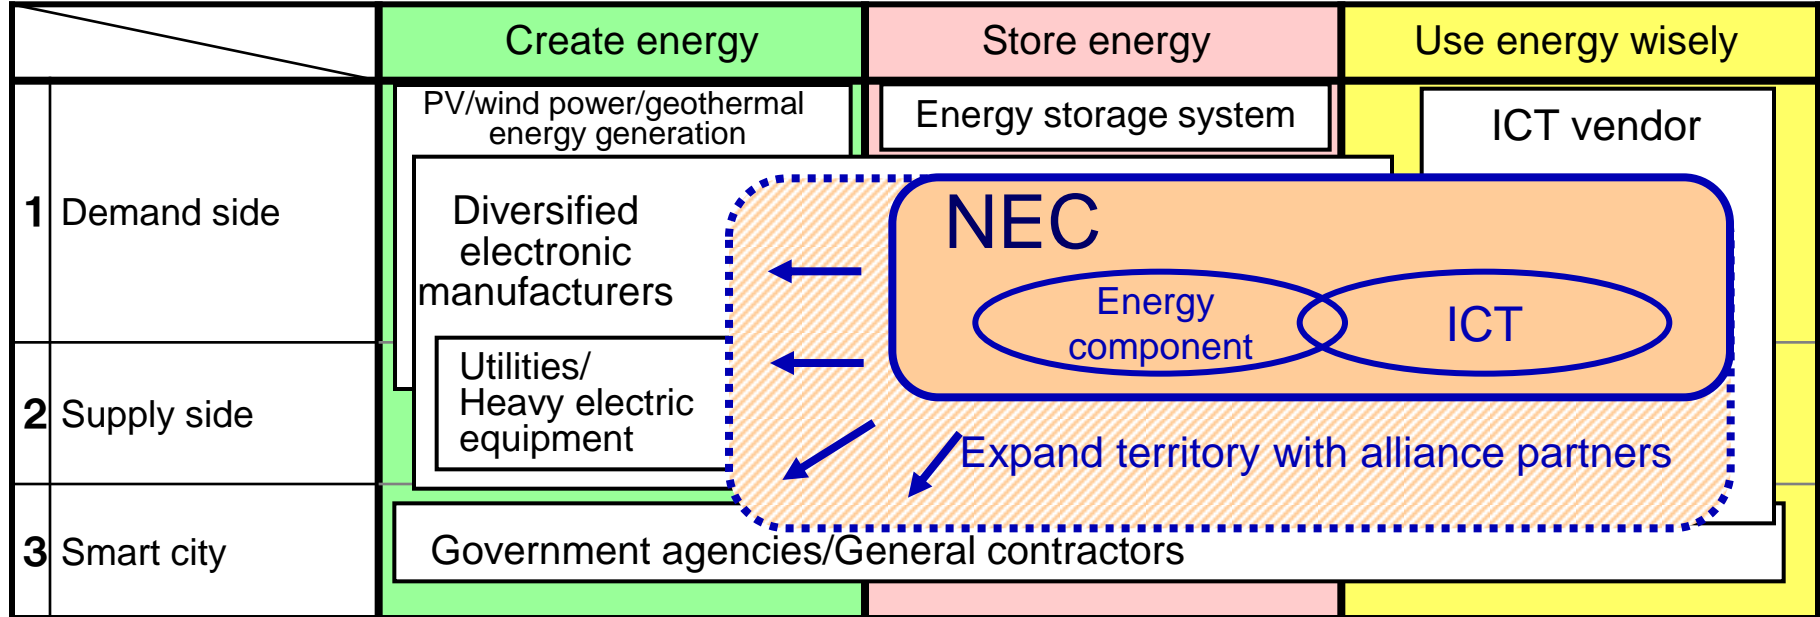 Create energy
Store energy
Use energy wisely
PV/wind power/geothermal
energy generation
Energy storage system
ICT vendor
1 Demand side
Diversified
electronic
manufacturers
NEC
Energy
component
ICT
2 Supply side
Utilities/
Heavy electric
equipment
Expand territory with alliance partners
3 Smart city
Government agencies/General contractors